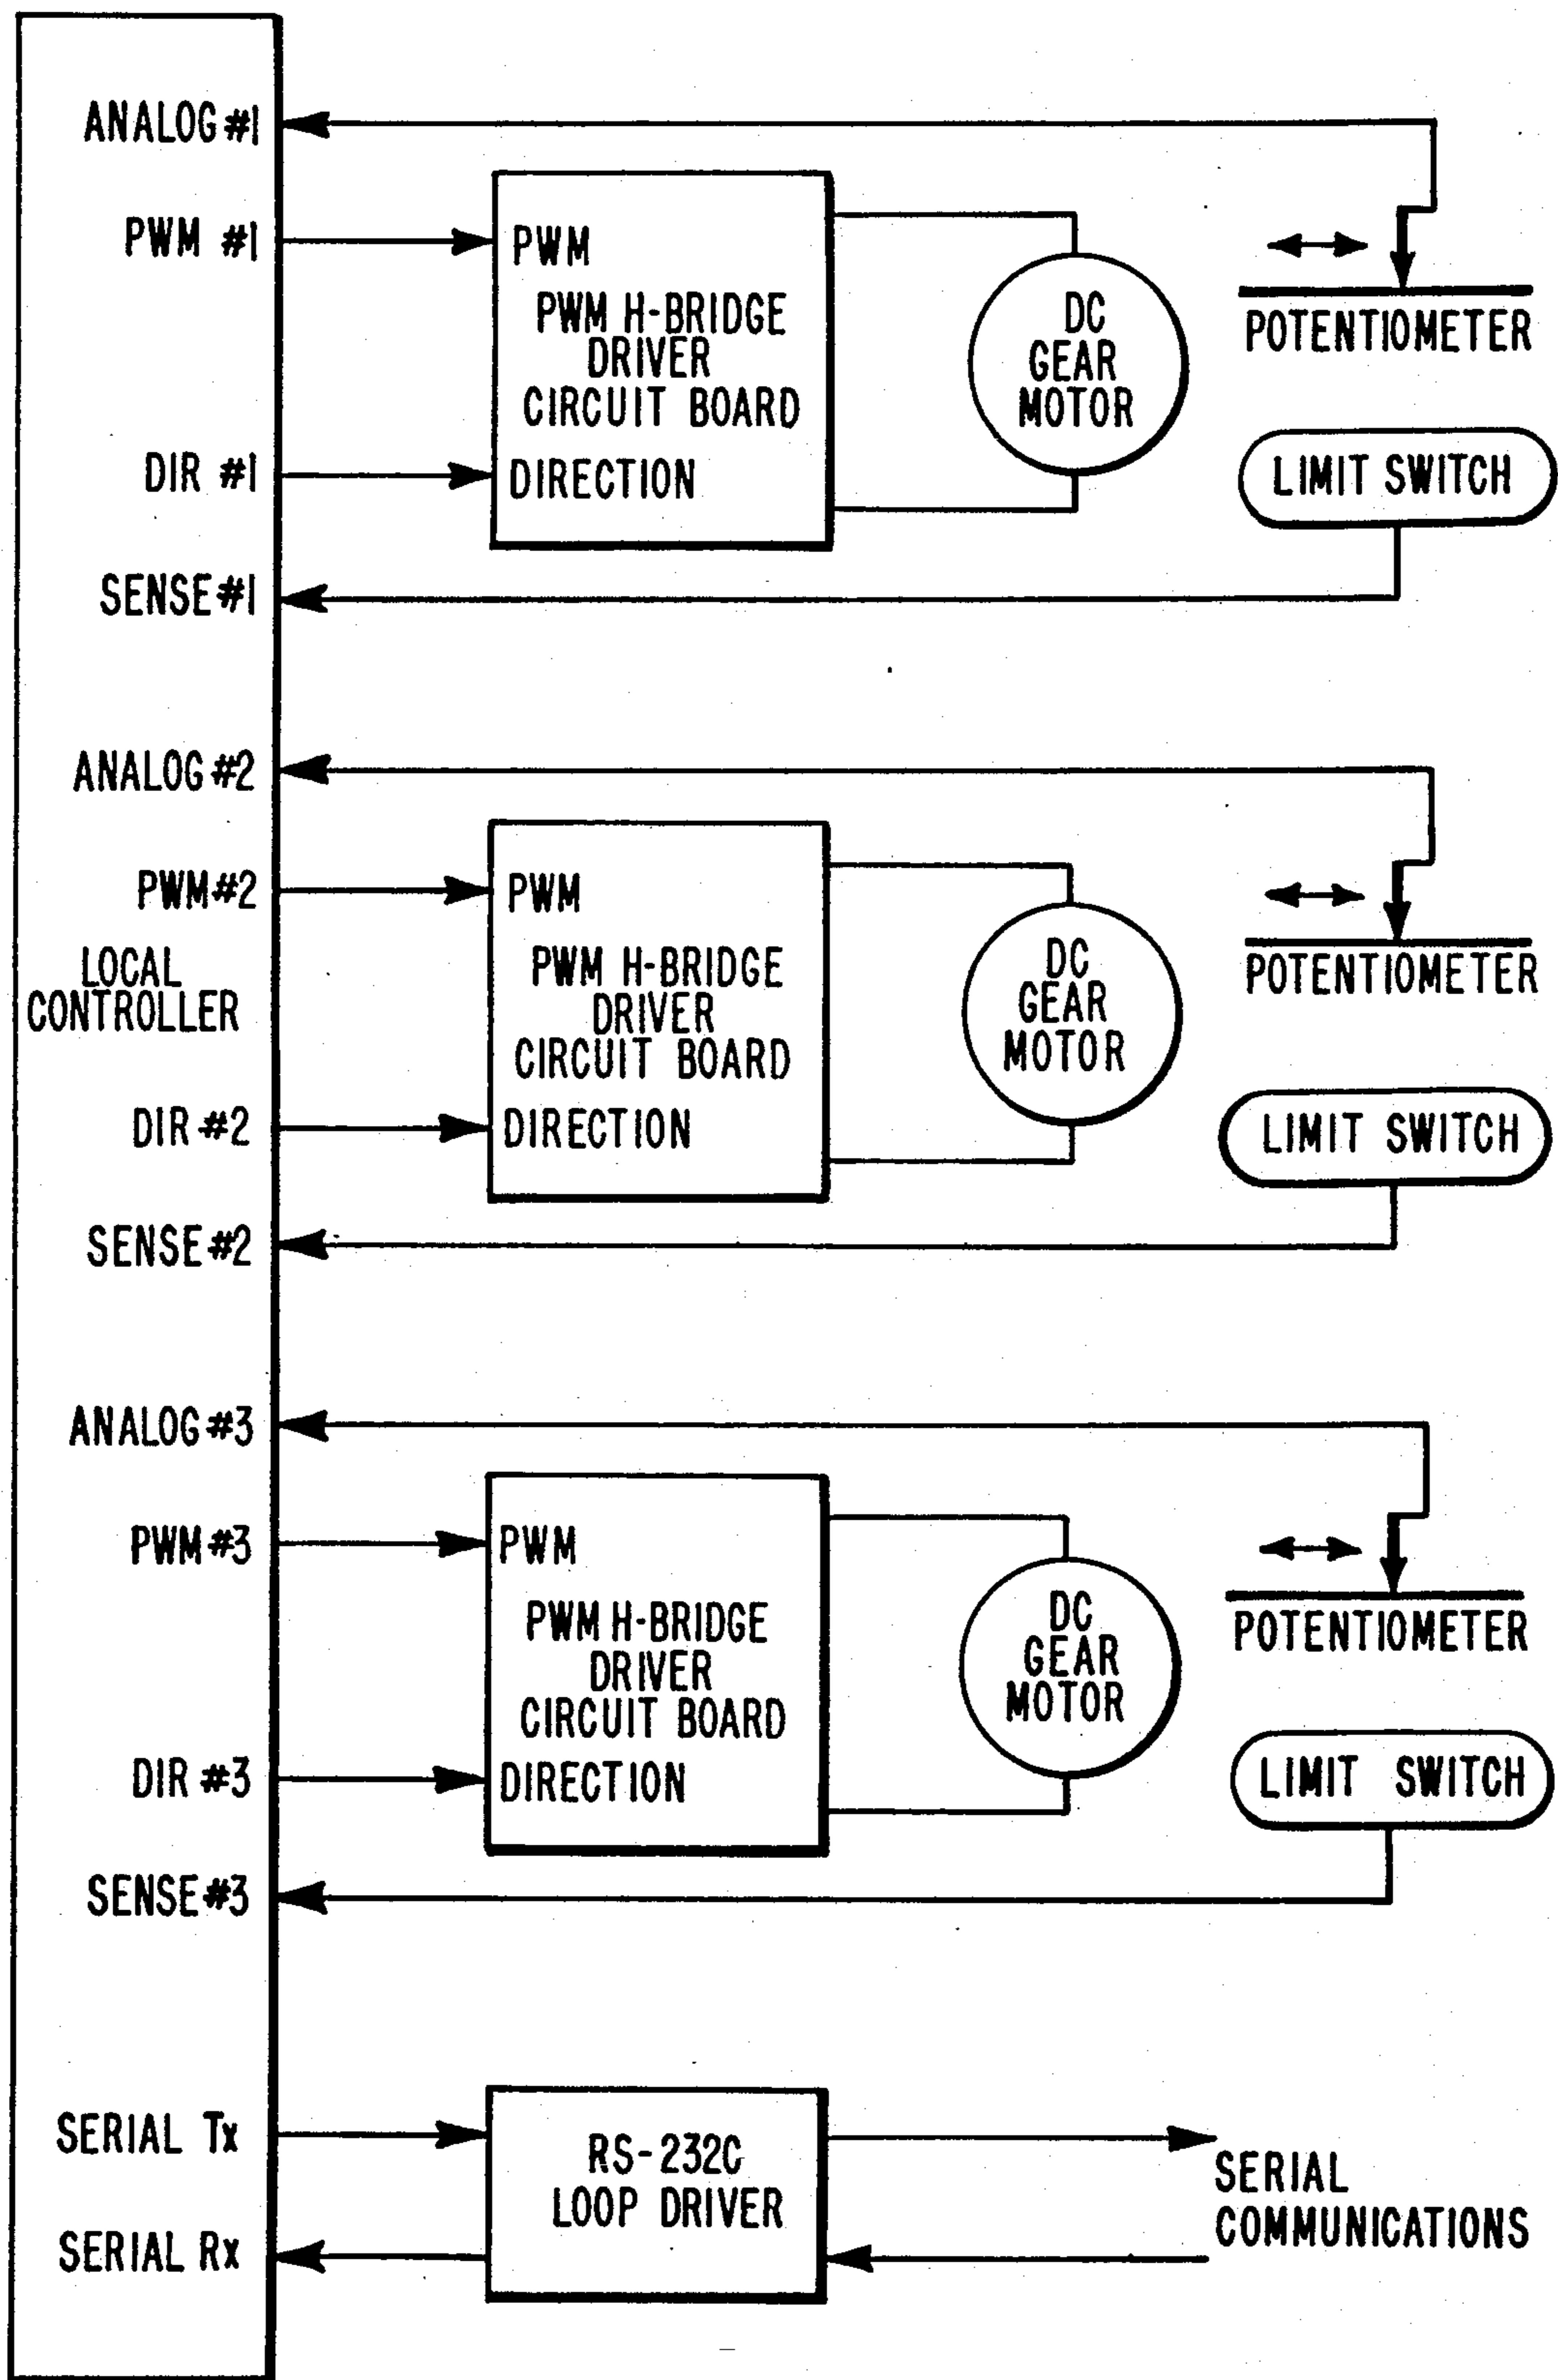 ANALOG #1
PWM #1
PWM
PWM H-BRIDGE
DRIVER
CIRCUIT BOARD
DC
GEAR
MOTOR
POTENTIOMETER
DIR #1
DIRECTION
LIMIT SWITCH
SENSE #1
ANALOG #2
PWM #2
PWM
LOCAL
CONTROLLER
PWM H-BRIDGE
DRIVER
CIRCUIT BOARD
DC
GEAR
MOTOR
POTENTIOMETER
DIR #2
DIRECTION
LIMIT SWITCH
SENSE #2
ANALOG #3
PWM #3
PWM
PWM H-BRIDGE
DRIVER
CIRCUIT BOARD
DC
GEAR
MOTOR
POTENTIOMETER
DIR #3
DIRECTION
LIMIT SWITCH
SENSE #3
SERIAL Tx
RS-232C
LOOP DRIVER
SERIAL
COMMUNICATIONS
SERIAL Rx